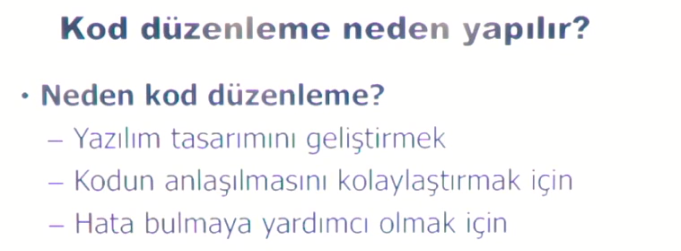 Kod düzenleme neden yapılır?
• Neden kod düzenleme?
– Yazılım tasarımını geliştirmek
– Kodun anlaşılmasını kolaylaştırmak için
– Hata bulmaya yardımcı olmak için